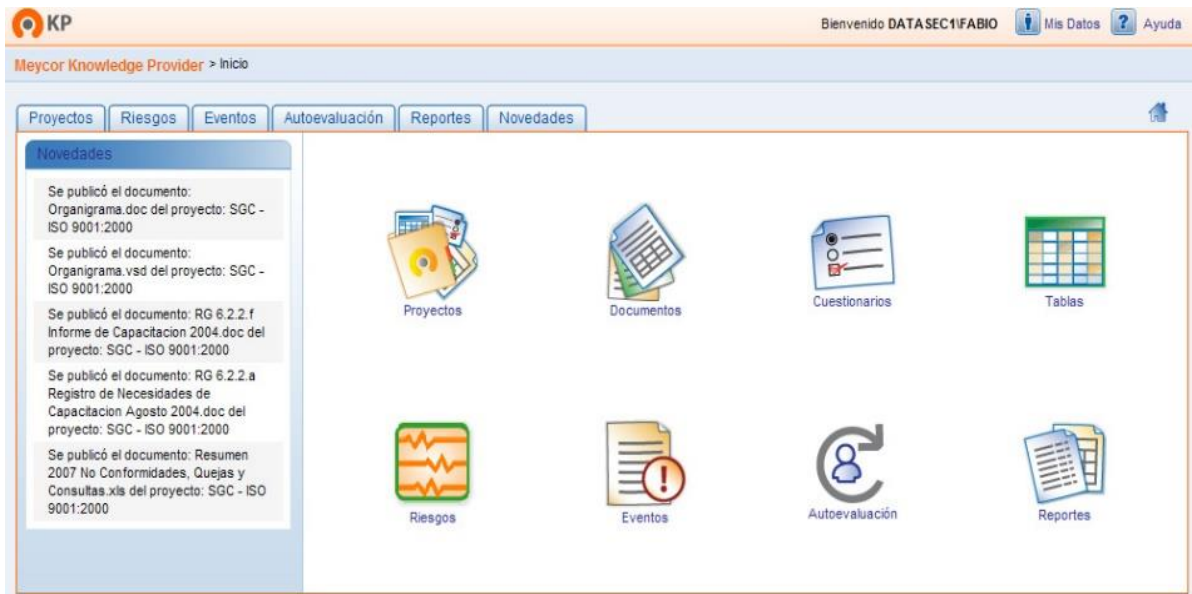 KP
Bienvenido DATASEC1\FABIO Mis Datos ? Ayuda
Meycor Knowledge Provider > Inicio
Proyectos Riesgos Eventos Autoevaluación Reportes Novedades
Novedades
Se publicó el documento:
Organigrama.doc del proyecto: SGC -
ISO 9001:2000
Se publicó el documento:
Organigrama.vsd del proyecto: SGC -
ISO 9001:2000
Se publicó el documento: RG 6.2.2.f
Informe de Capacitacion 2004.doc del
proyecto: SGC - ISO 9001:2000
Se publicó el documento: RG 6.2.2.a
Registro de Necesidades de
Capacitacion Agosto 2004.doc del
proyecto: SGC - ISO 9001:2000
Se publicó el documento: Resumen
2007 No Conformidades, Quejas y
Consultas.xls del proyecto: SGC - ISO
9001:2000
Proyectos Documentos Cuestionarios Tablas
Riesgos Eventos Autoevaluación Reportes